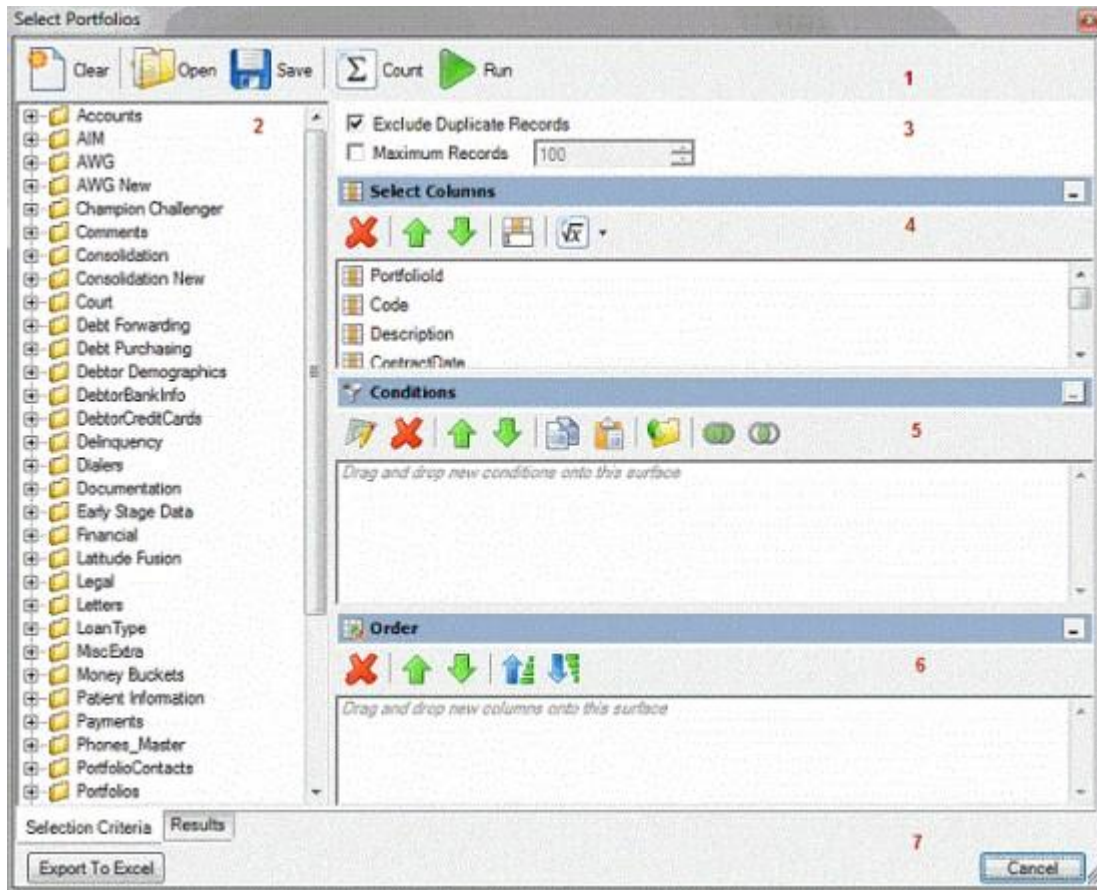 Select Portfolios
Clear Open Save Count Run 1
2
Accounts
AIM
AWG
AWG New
Champion Challenger
Comments
Consolidation
Consolidation New
Court
Debt Forwarding
Debt Purchasing
Debtor Demographics
DebtorBankInfo
DebtorCreditCards
Delinquency
Dialers
Documentation
Early Stage Data
Financial
Latitude Fusion
Legal
Letters
LoanType
MiscExtra
Money Buckets
Patient Information
Payments
Phones_Master
PortfolioContacts
Portfolios
Exclude Duplicate Records 3
Maximum Records 100
Select Columns
4
PortfolioId
Code
Description
ContractDate
Conditions
5
Drag and drop new conditions onto this surface
Order
6
Drag and drop new columns onto this surface
Selection Criteria Results
7
Export To Excel Cancel